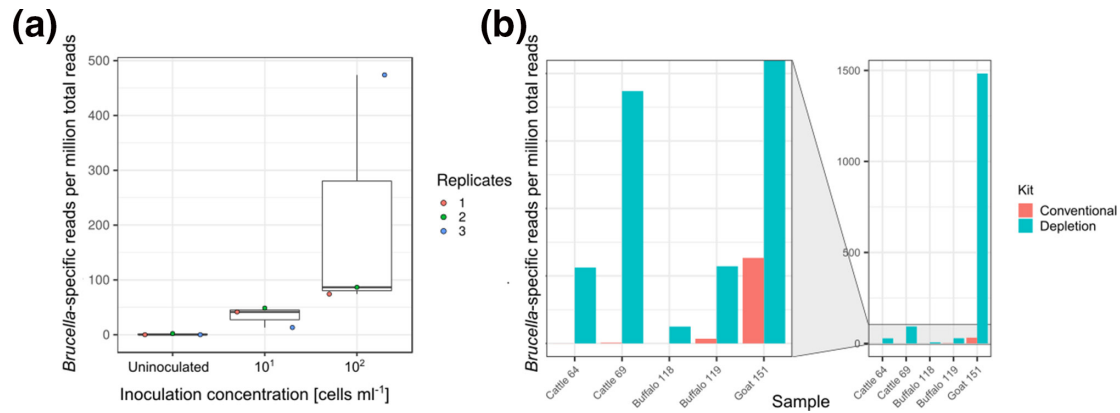 (a)
Brucella-specific reads per million total reads
500
400
300
200
100
0
Uninoculated
10¹
10²
Inoculation concentration [cells ml⁻¹]
Replicates
1
2
3
(b)
Brucella-specific reads per million total reads
Cattle 64
Cattle 69
Buffalo 118
Buffalo 119
Goat 151
1500
1000
500
0
Cattle 64
Cattle 69
Buffalo 118
Buffalo 119
Goat 151
Sample
Kit
Conventional
Depletion